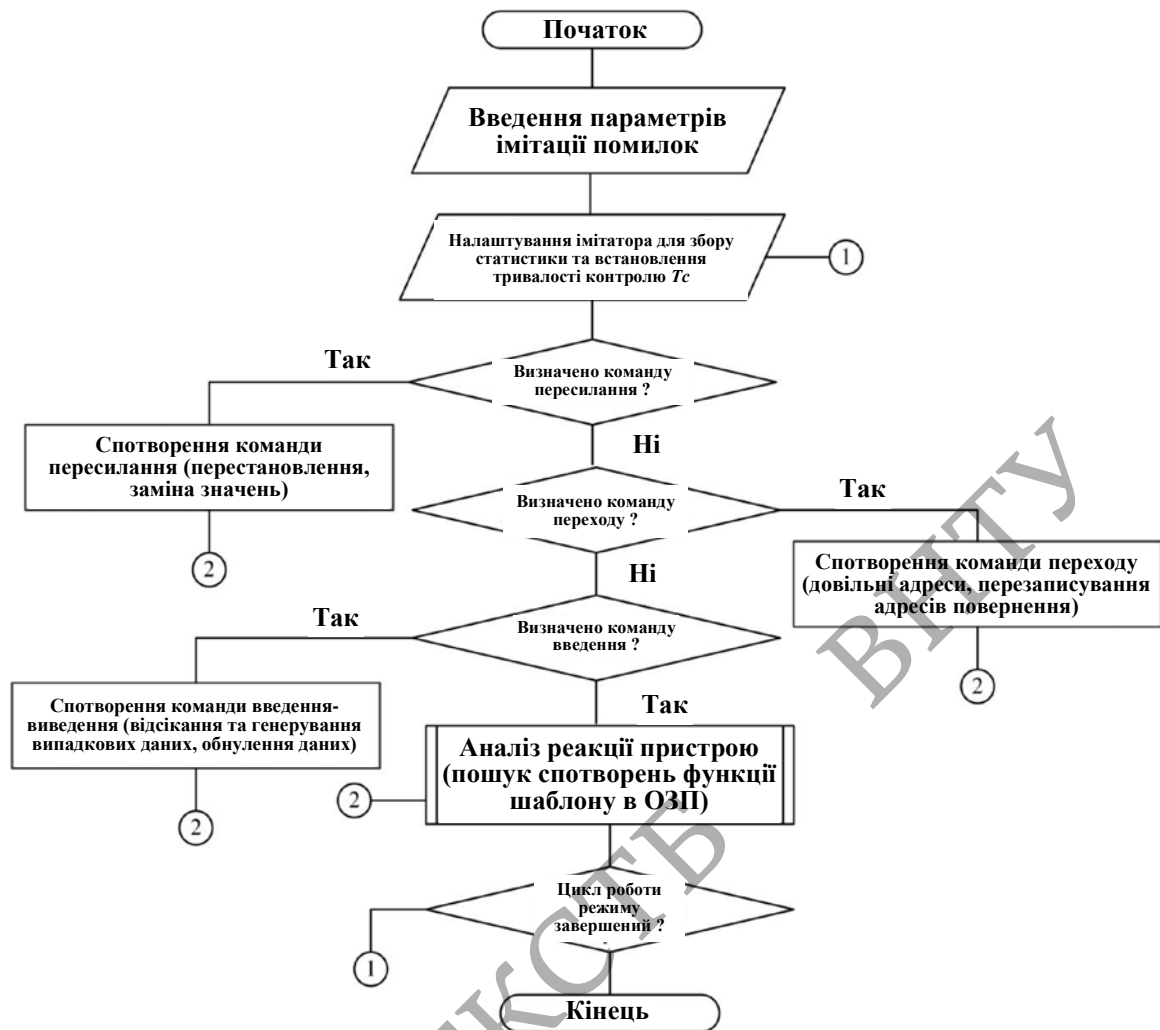 Початок
Введення параметрів
імітації помилок
Налаштування імітатора для збору
статистики та встановлення
тривалості контролю Tc
1
Так
Визначено команду
пересилання ?
Спотворення команди
пересилання (перестановлення,
заміна значень)
Ні
2
Визначено команду
переходу ?
Так
Спотворення команди переходу
(довільні адреси, перезаписування
адресів повернення)
2
Ні
Так
Визначено команду
введення ?
Спотворення команди введення-
виведення (відсікання та генерування
випадкових даних, обнулення даних)
2
Так
Аналіз реакції пристрою
(пошук спотворень функції
шаблону в ОЗП)
2
Цикл роботи
режиму
завершений ?
1
Кінець
ВНТУ